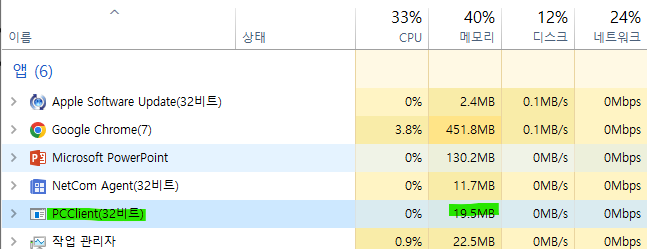 33% 40% 12% 24%
이름 상태 CPU 메모리 디스크 네트워크
앱 (6)
Apple Software Update(32비트) 0% 2.4MB 0.1MB/s 0Mbps
Google Chrome(7) 3.8% 451.8MB 0.1MB/s 0Mbps
Microsoft PowerPoint 0% 130.2MB 0MB/s 0Mbps
NetCom Agent(32비트) 0% 11.7MB 0MB/s 0Mbps
PCClient(32비트) 0% 19.5MB 0MB/s 0Mbps
작업 관리자 0.9% 22.5MB 0MB/s 0Mbps